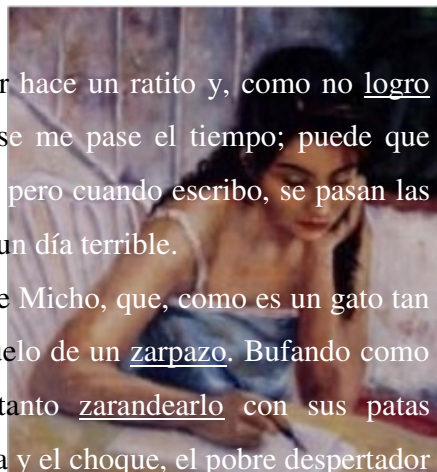 hace un ratito y, como no logro
se me pase el tiempo; puede que
pero cuando escribo, se pasan las
un día terrible.
Micho, que, como es un gato tan
de un zarpazo. Bufando como
tanto zarandearlo con sus patas
y el choque, el pobre despertador